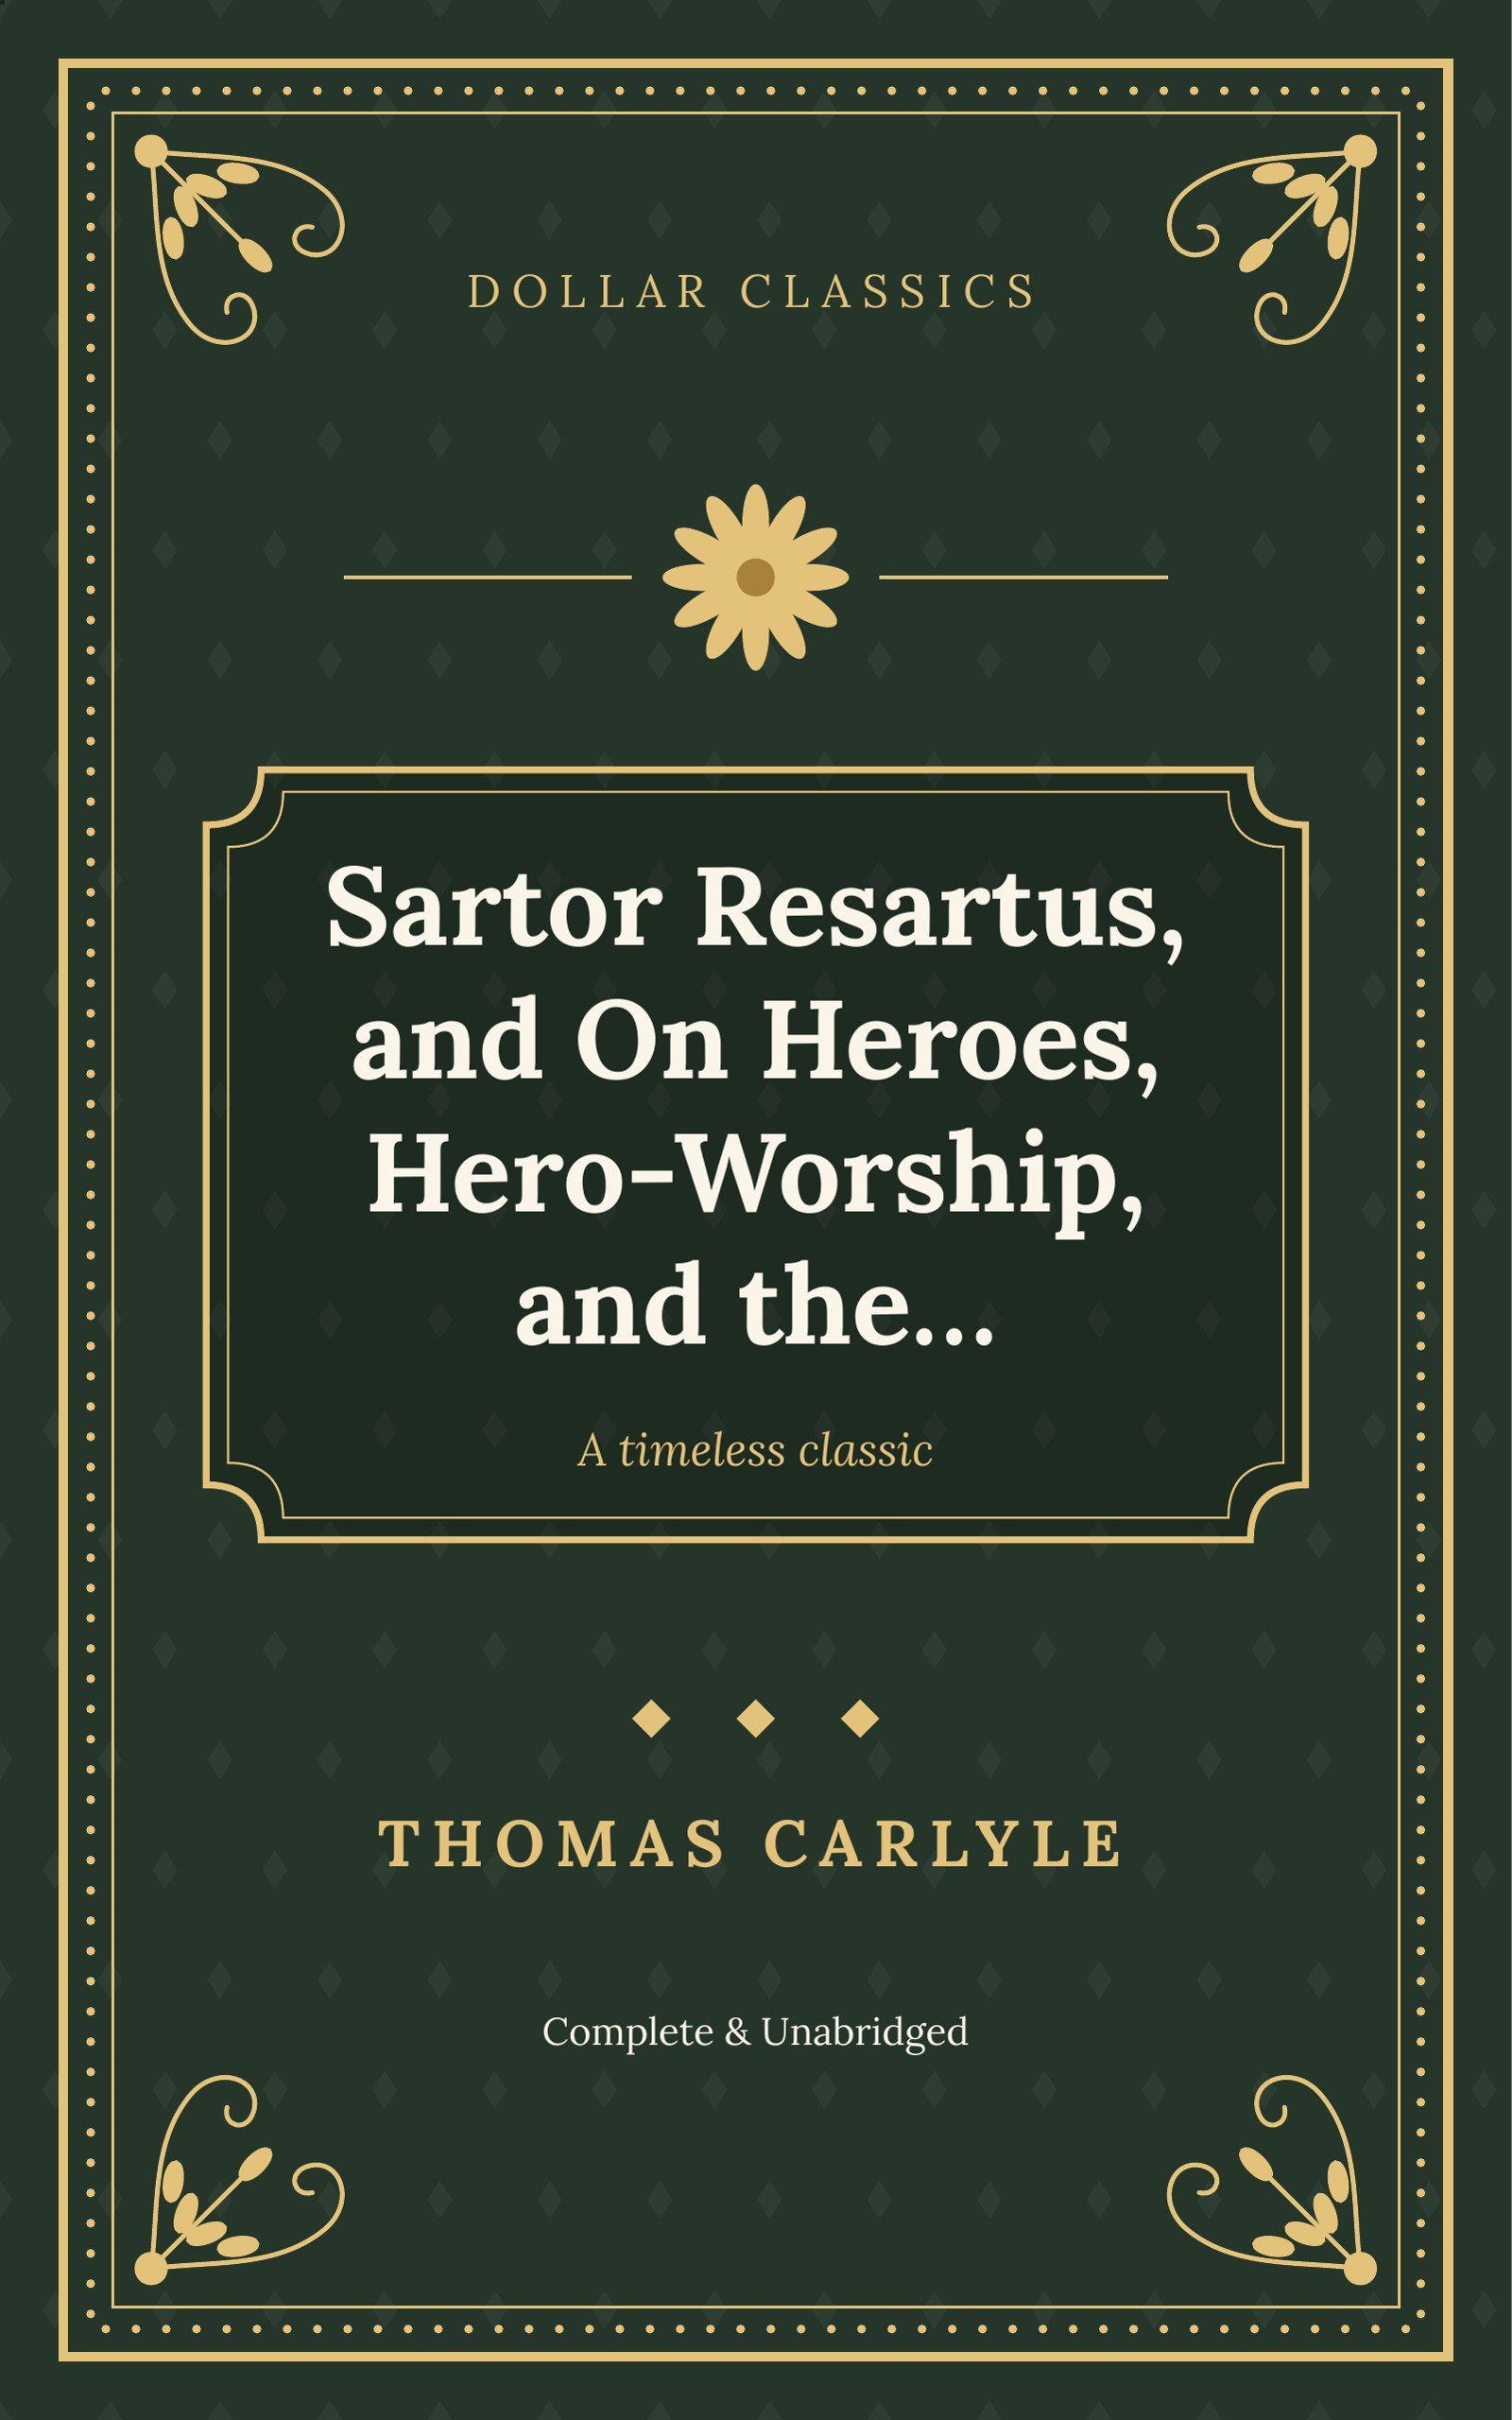 DOLLAR CLASSICS
Sartor Resartus,
and On Heroes,
Hero-Worship,
and the...
A timeless classic
THOMAS CARLYLE
Complete & Unabridged